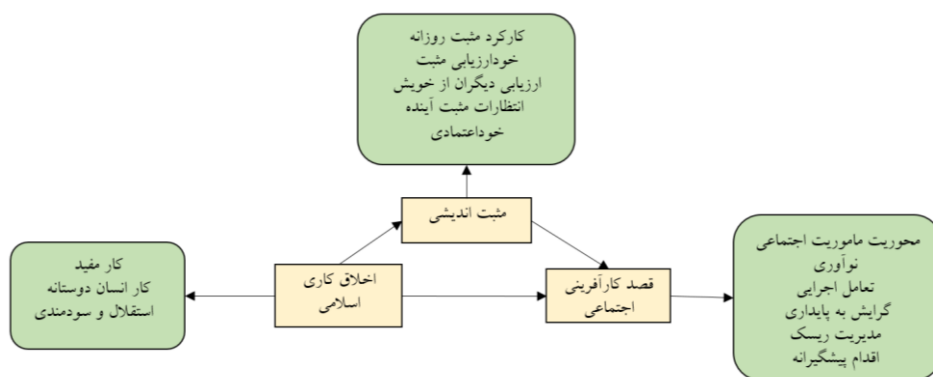 کارکرد مثبت روزانه
خودارزیابی مثبت
ارزیابی دیگران از خویش
انتظارات مثبت آینده
خوداعتمادی
مثبت اندیشی
محوریت ماموریت اجتماعی
نوآوری
تعامل اجرایی
گرایش به پایداری
مدیریت ریسک
اقدام پیشگیرانه
قصد کارآفرینی
اجتماعی
اخلاق کاری
اسلامی
کار مفید
کار انسان دوستانه
استقلال و سودمندی